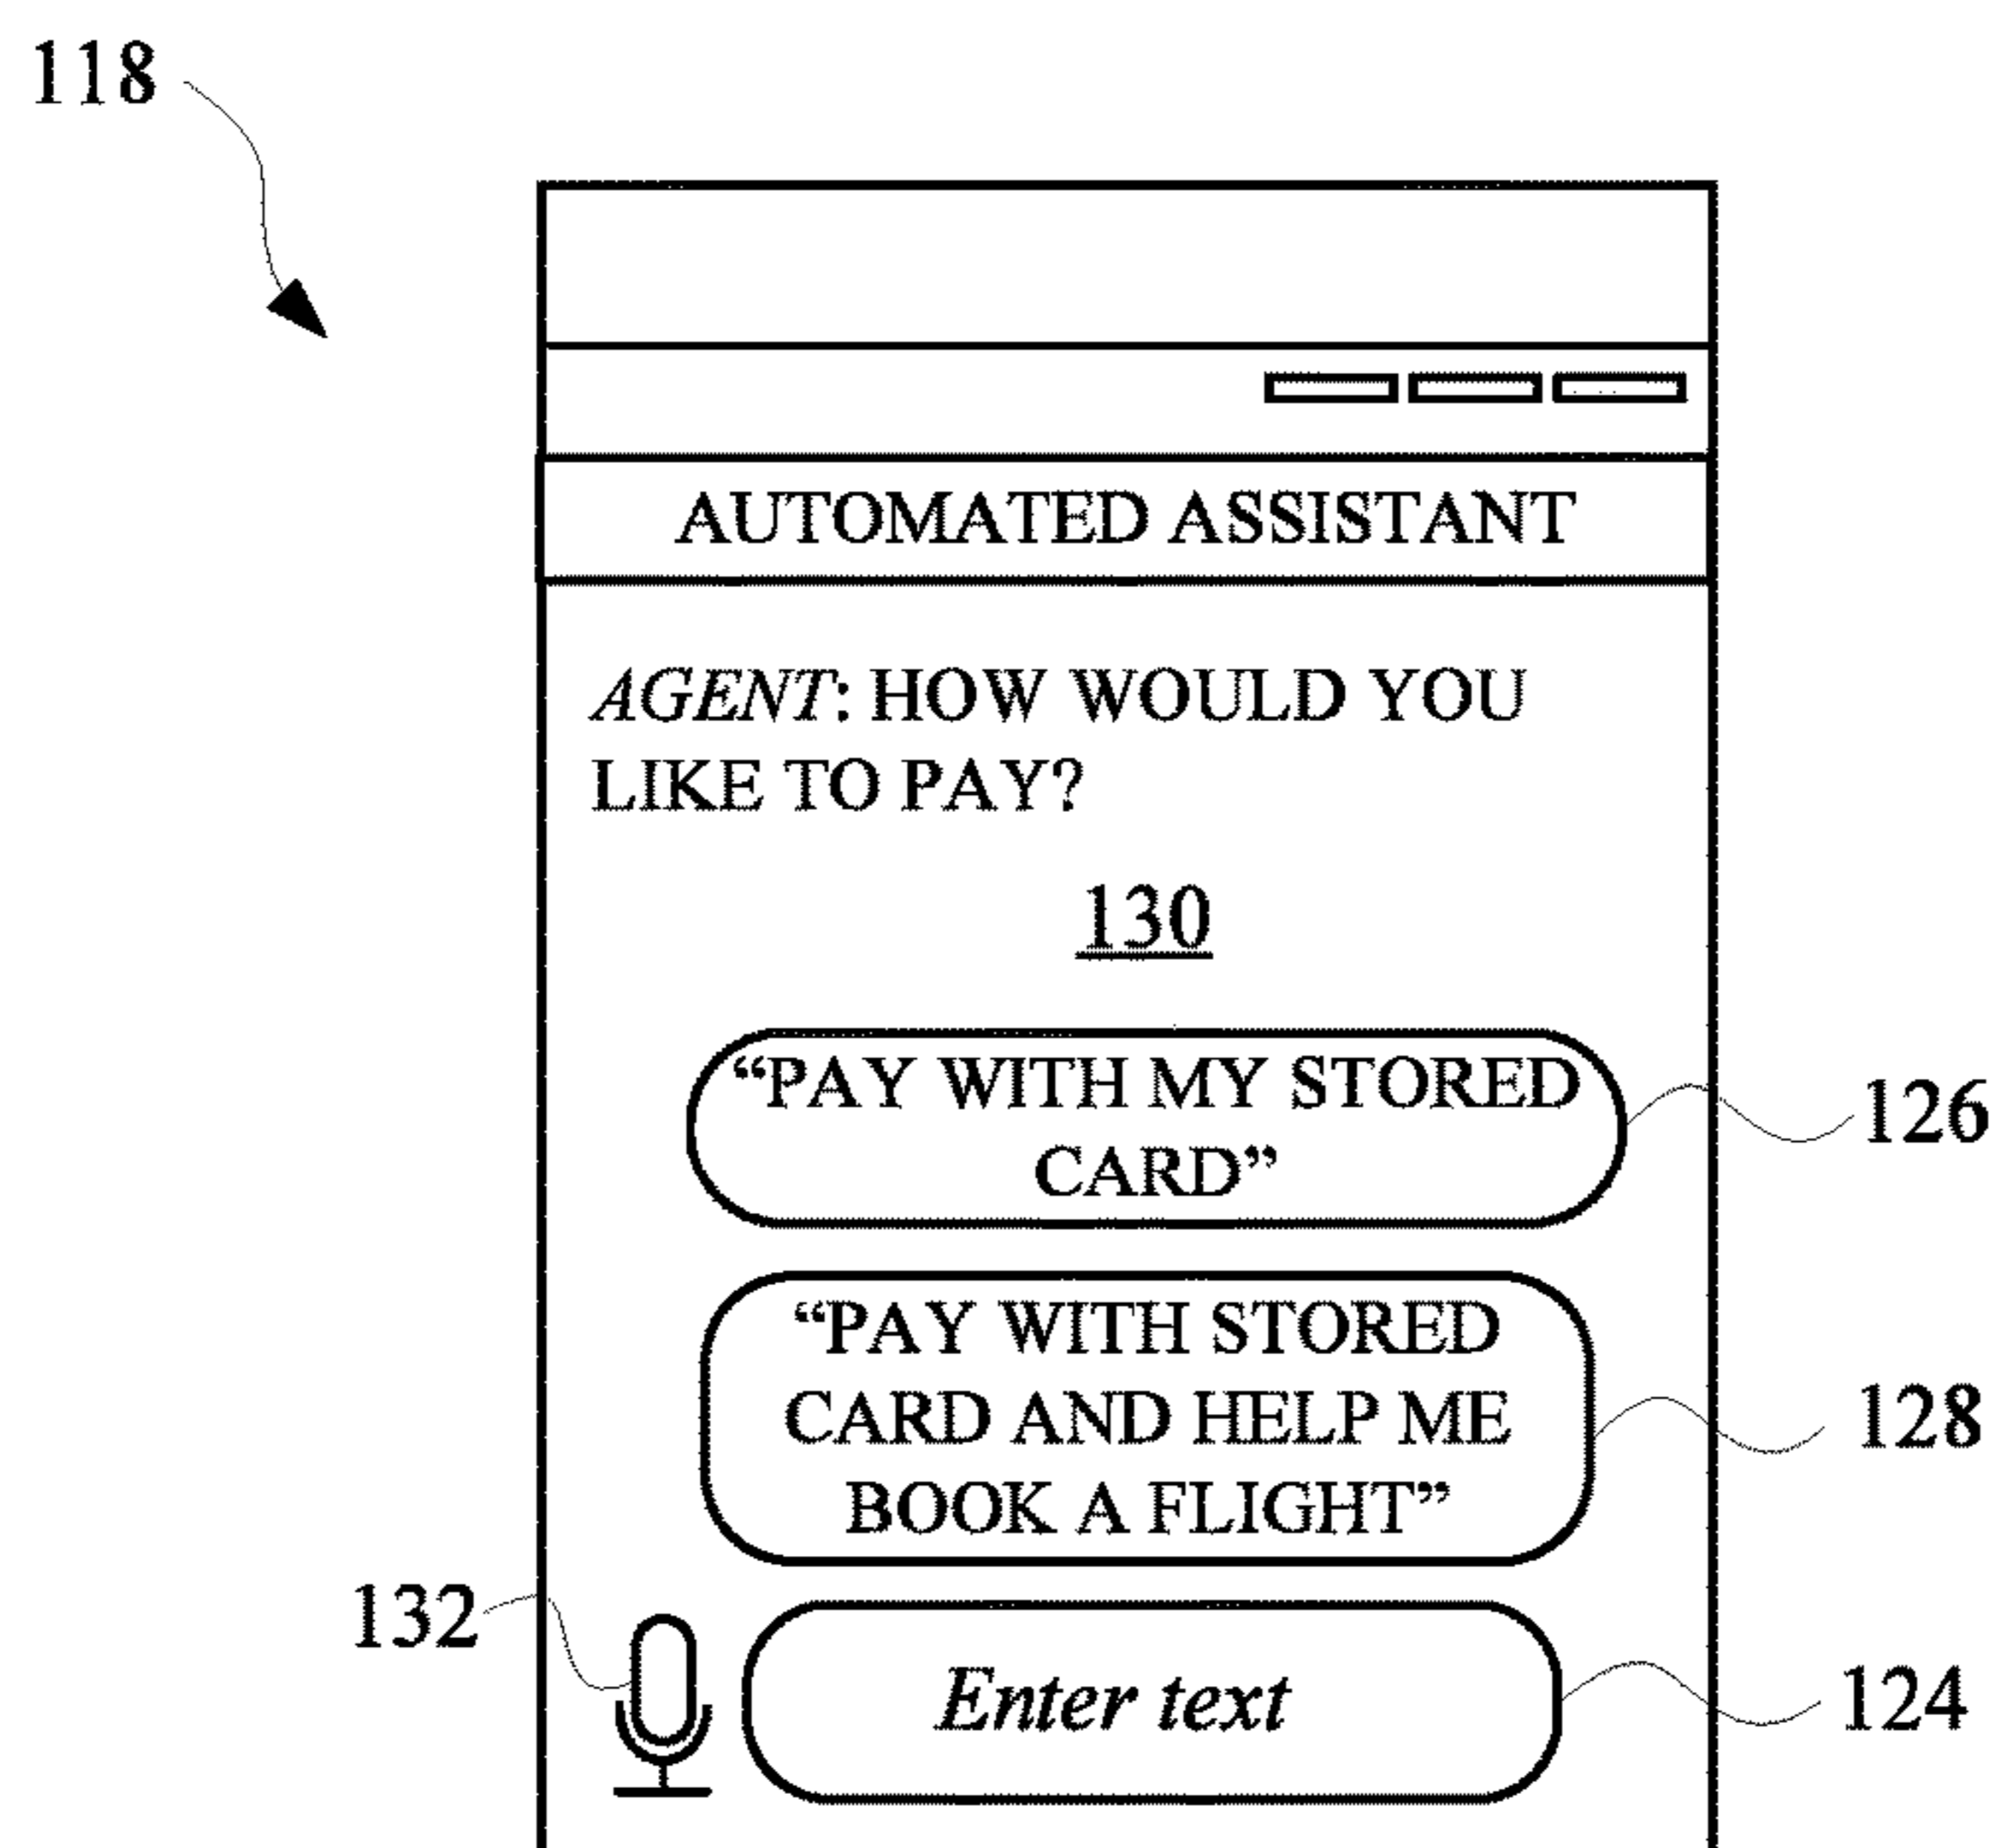 118
AUTOMATED ASSISTANT
AGENT: HOW WOULD YOU
LIKE TO PAY?
130
“PAY WITH MY STORED
CARD”
126
“PAY WITH STORED
CARD AND HELP ME
BOOK A FLIGHT”
128
132
Enter text
124